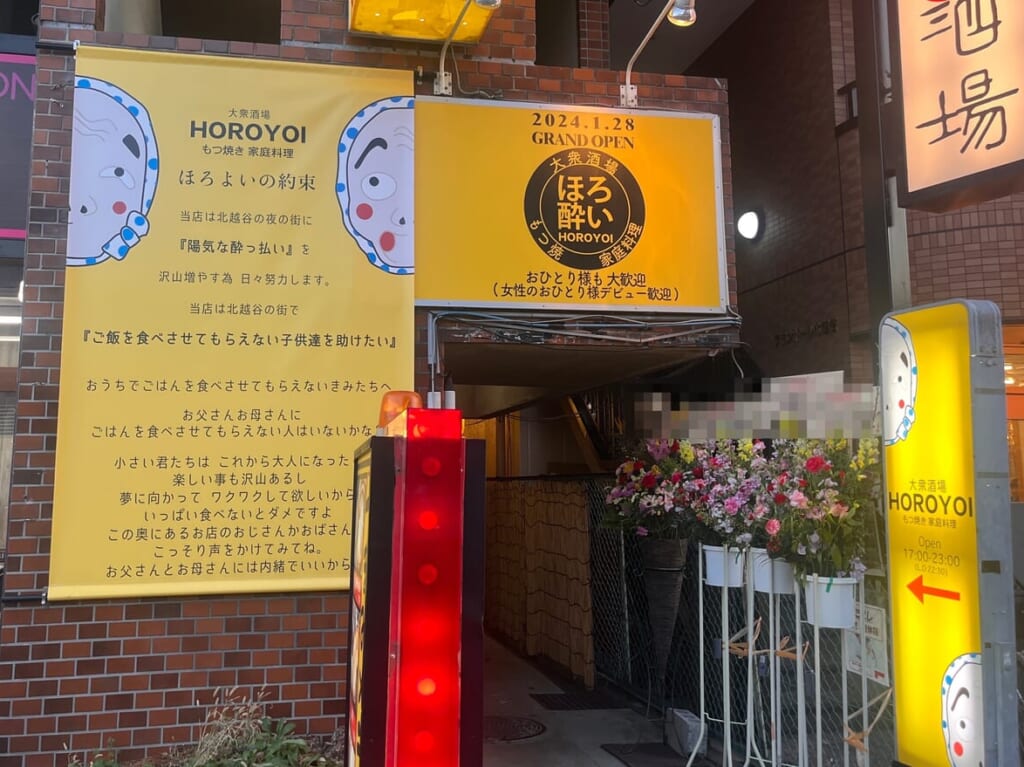 大衆酒場
HOROYOI
もつ焼き 家庭料理
ほろよいの約束
当店は北越谷の夜の街に
『陽気な酔っ払い』を
沢山増やす為 日々努力します。
当店は北越谷の街で
『ご飯を食べさせてもらえない子供達を助けたい』
おうちでごはんを食べさせてもらえないきみたちへ
お父さんお母さんに
ごはんを食べさせてもらえない人はいないかな
小さい君たちは これから大人になった
楽しい事も沢山あるし
夢に向かって ワクワクして欲しいから
いっぱい食べないとダメですよ
この奥にあるお店のおじさんかおばさん
こっそり声をかけてみてね。
お父さんとお母さんには内緒でいいから
2024.1.28
GRAND OPEN
大衆酒場
ほろ
酔い
HOROYOI
もつ焼 家庭料理
おひとり様も 大歓迎
(女性のおひとり様デビュー歓迎)
酒
場
大衆酒場
HOROYOI
もつ焼き 家庭料理
Open
17:00-23:00
(L.O 22:30)
ON